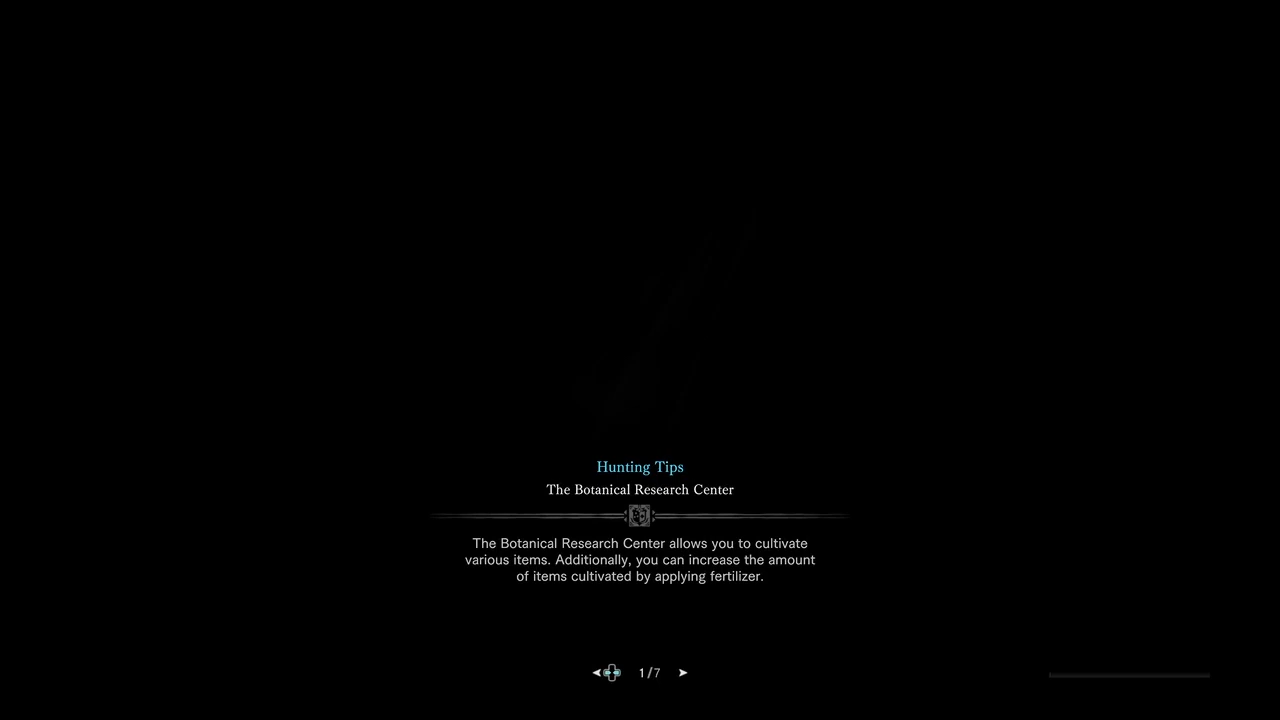 Hunting Tips
The Botanical Research Center
The Botanical Research Center allows you to cultivate
various items. Additionally, you can increase the amount
of items cultivated by applying fertilizer.
1/7